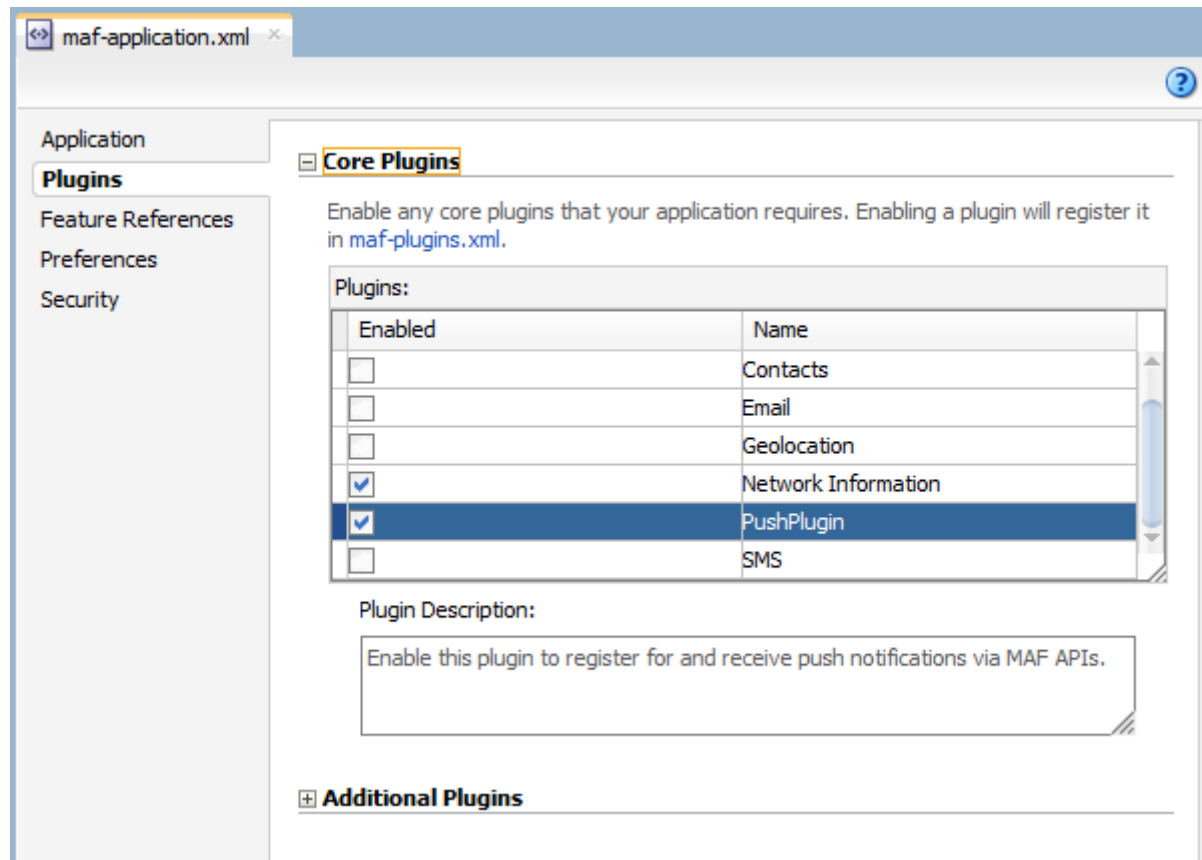 maf-application.xml
Application
Plugins
Feature References
Preferences
Security
Core Plugins
Enable any core plugins that your application requires. Enabling a plugin will register it
in maf-plugins.xml.
Plugins:
Enabled Name
Contacts
Email
Geolocation
Network Information
PushPlugin
SMS
Plugin Description:
Enable this plugin to register for and receive push notifications via MAF APIs.
Additional Plugins